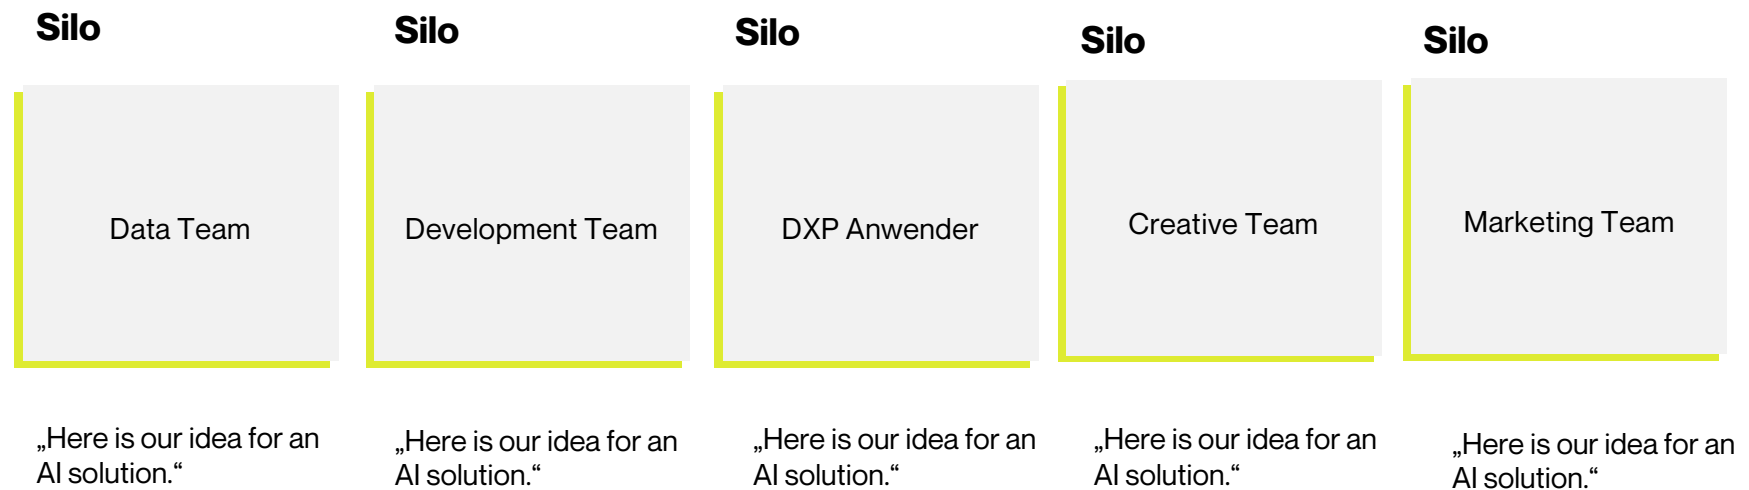 Silo
Silo
Silo
Silo
Silo
Data Team
Development Team
DXP Anwender
Creative Team
Marketing Team
„Here is our idea for an
AI solution.“
„Here is our idea for an
AI solution.“
„Here is our idea for an
AI solution.“
„Here is our idea for an
AI solution.“
„Here is our idea for an
AI solution.“